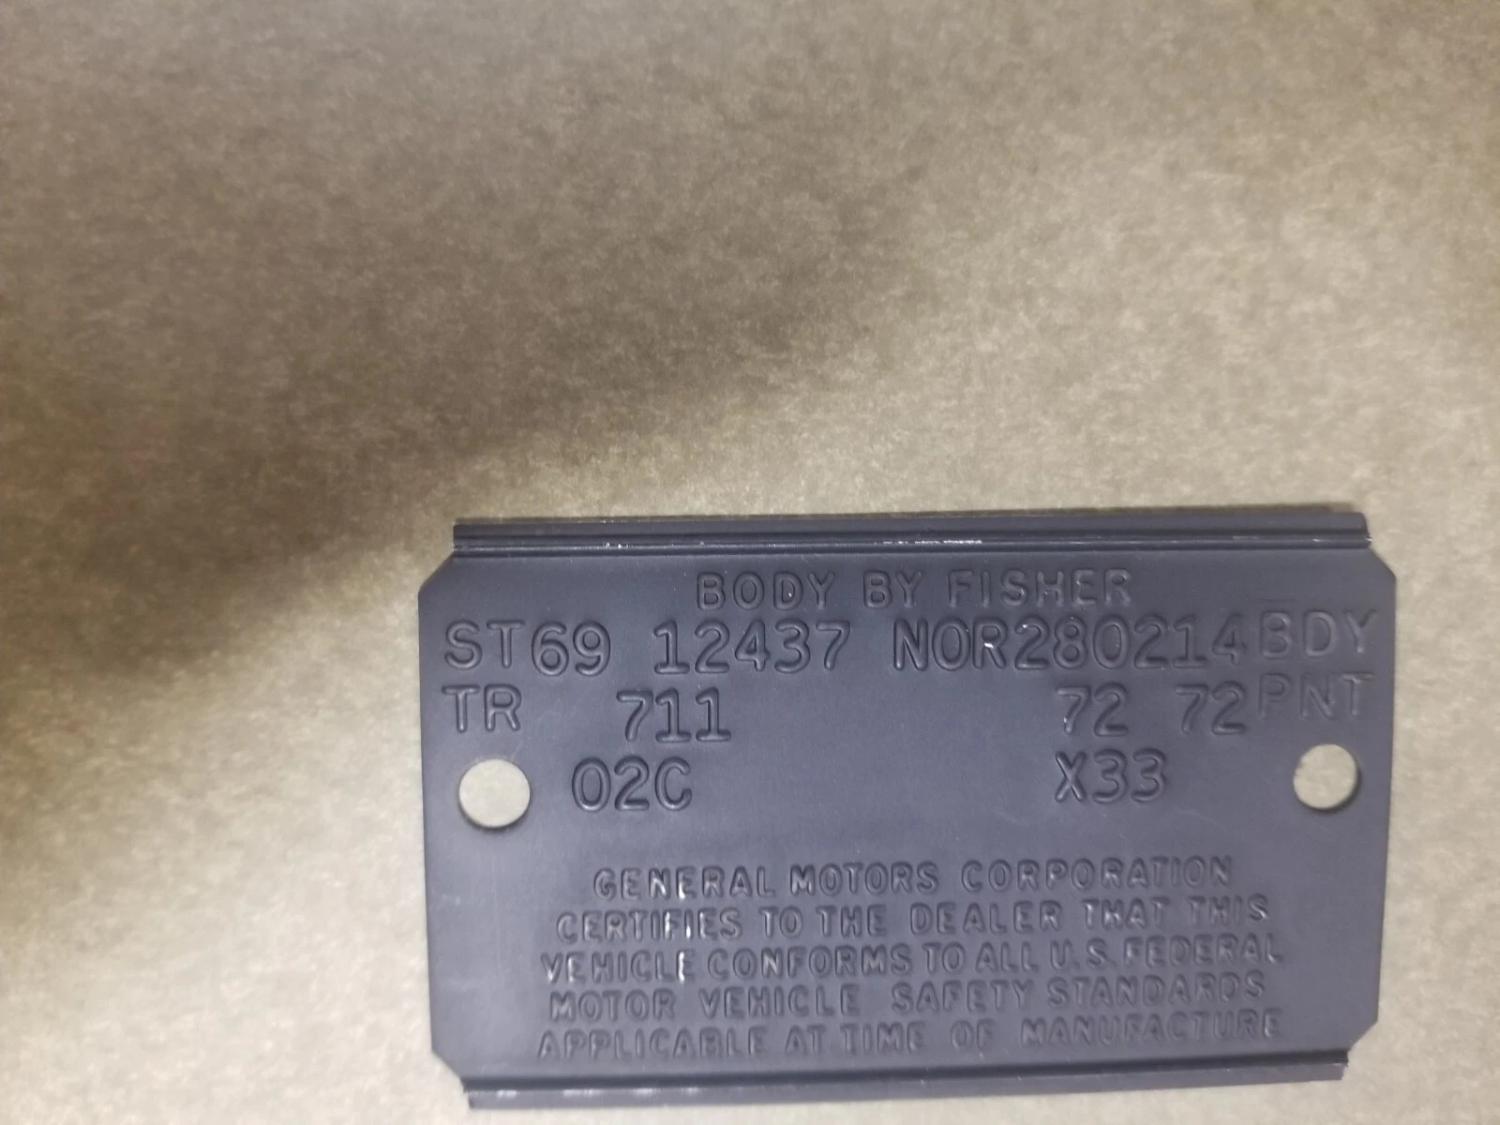 BODY BY FISHER
ST69 12437 NOR280214 BDY
TR 711 72 72 PNT
02C X33
GENERAL MOTORS CORPORATION
CERTIFIES TO THE DEALER THAT THIS
VEHICLE CONFORMS TO ALL U.S. FEDERAL
MOTOR VEHICLE SAFETY STANDARDS
APPLICABLE AT TIME OF MANUFACTURE